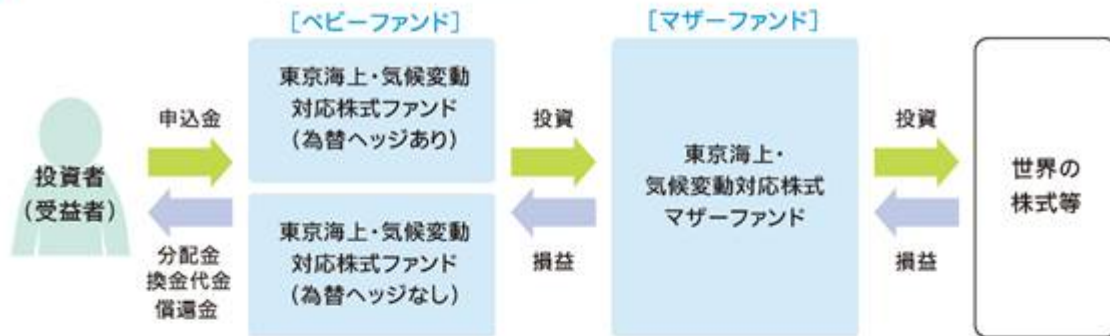 [ベビーファンド]
[マザーファンド]
投資者
(受益者)
申込金
分配金
換金代金
償還金
東京海上・気候変動
対応株式ファンド
(為替ヘッジあり)
東京海上・気候変動
対応株式ファンド
(為替ヘッジなし)
投資
損益
東京海上・
気候変動対応株式
マザーファンド
投資
損益
世界の
株式等